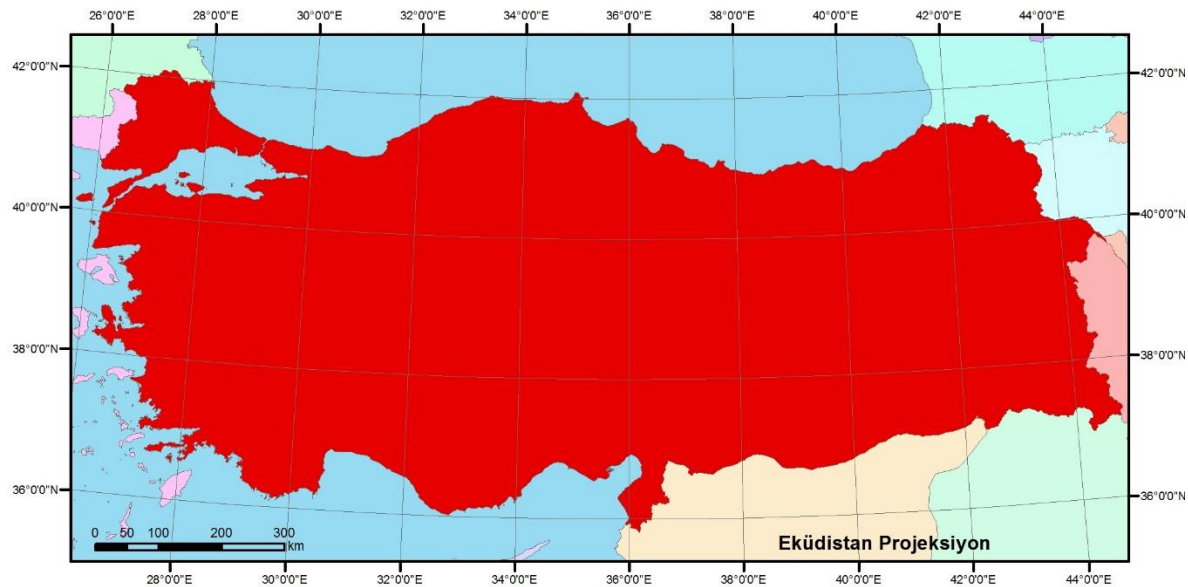 26°0'0"E 28°0'0"E 30°0'0"E 32°0'0"E 34°0'0"E 36°0'0"E 38°0'0"E 40°0'0"E 42°0'0"E 44°0'0"E
42°0'0"N 42°0'0"N
40°0'0"N 40°0'0"N
38°0'0"N 38°0'0"N
36°0'0"N 36°0'0"N
0 50 100 200 300
km
Eküdistan Projeksiyon
28°0'0"E 30°0'0"E 32°0'0"E 34°0'0"E 36°0'0"E 38°0'0"E 40°0'0"E 42°0'0"E 44°0'0"E